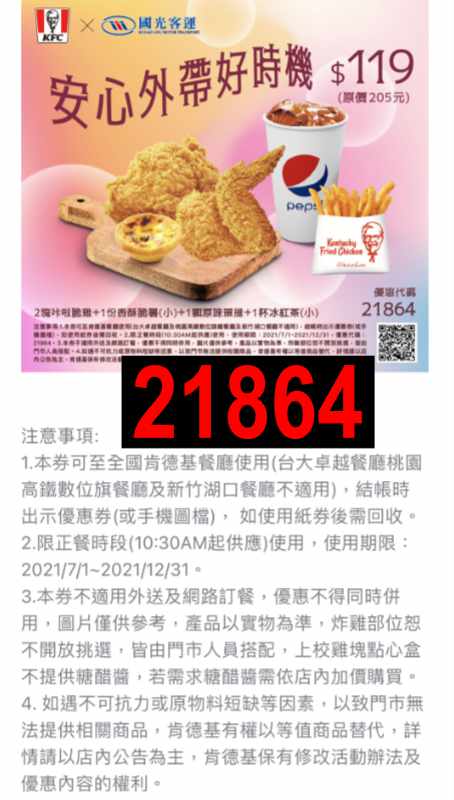 KFC × 國光客運
安心外帶好時機 $119
(原價205元)
pepsi
Kentucky
Fried Chicken
2塊咔啦脆雞+1份香酥脆薯(小)+1顆原味蛋撻+1杯冰紅茶(小)
優惠代碼
21864
21864
注意事項:
1.本券可至全國肯德基餐廳使用(台大卓越餐廳桃園
高鐵數位旗餐廳及新竹湖口餐廳不適用)，結帳時
出示優惠券(或手機圖檔)， 如使用紙券後需回收。
2.限正餐時段(10:30AM起供應)使用，使用期限：
2021/7/1~2021/12/31。
3.本券不適用外送及網路訂餐，優惠不得同時併
用，圖片僅供參考，產品以實物為準，炸雞部位恕
不開放挑選，皆由門市人員搭配，上校雞塊點心盒
不提供糖醋醬，若需求糖醋醬需依店內加價購買。
4. 如遇不可抗力或原物料短缺等因素，以致門市無
法提供相關商品，肯德基有權以等值商品替代，詳
情請以店內公告為主，肯德基保有修改活動辦法及
優惠內容的權利。